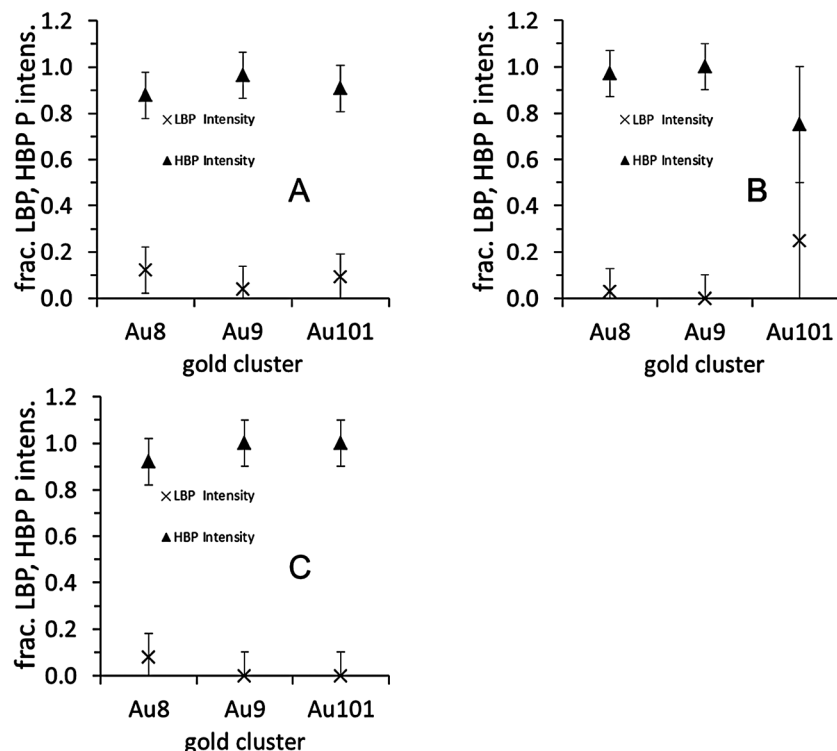 frac. LBP, HBP P intens.
1.2
1.0
0.8
0.6
0.4
0.2
0.0
LBP Intensity
HBP Intensity
A
Au8 Au9 Au101
gold cluster
frac. LBP, HBP P intens.
1.2
1.0
0.8
0.6
0.4
0.2
0.0
LBP Intensity
HBP Intensity
B
Au8 Au9 Au101
gold cluster
frac. LBP, HBP P intens.
1.2
1.0
0.8
0.6
0.4
0.2
0.0
LBP Intensity
HBP Intensity
C
Au8 Au9 Au101
gold cluster